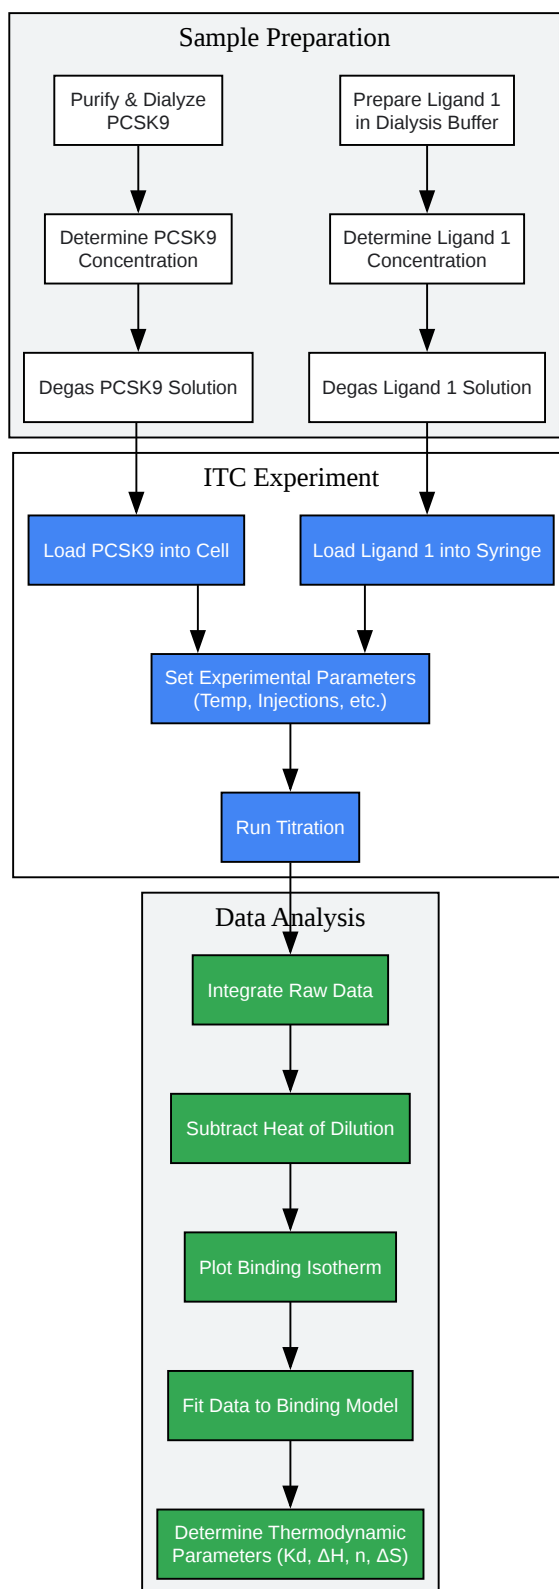 Sample Preparation
Purify & Dialyze
PCSK9
Prepare Ligand 1
in Dialysis Buffer
Determine PCSK9
Concentration
Determine Ligand 1
Concentration
Degas PCSK9 Solution
Degas Ligand 1 Solution
ITC Experiment
Load PCSK9 into Cell
Load Ligand 1 into Syringe
Set Experimental Parameters
(Temp, Injections, etc.)
Run Titration
Data Analysis
Integrate Raw Data
Subtract Heat of Dilution
Plot Binding Isotherm
Fit Data to Binding Model
Determine Thermodynamic
Parameters (Kd, ΔH, n, ΔS)